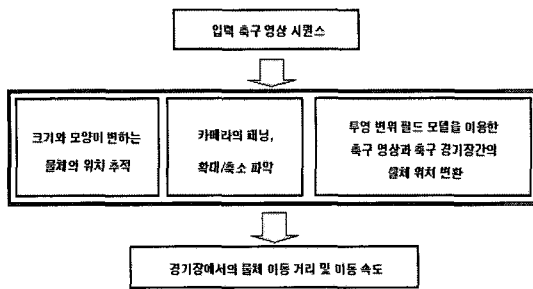 입력 축구 영상 시퀀스
크기와 모양이 변하는
물체의 위치 추적
카메라의 패닝,
확대/축소 파악
투영 변위 필드 모델을 이용한
축구 영상과 축구 경기장간의
물체 위치 변환
경기장에서의 물체 이동 거리 및 이동 속도